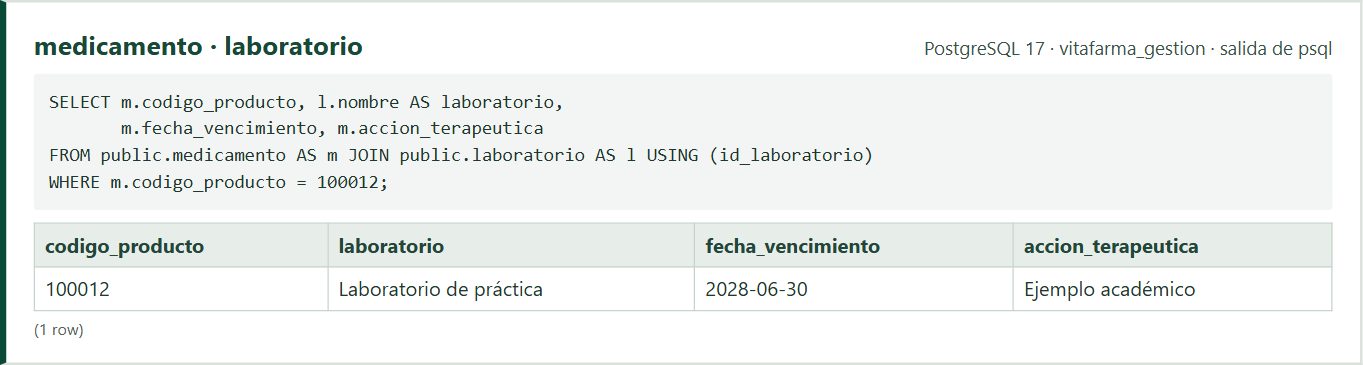 medicamento · laboratorio
PostgreSQL 17 · vitafarma_gestion · salida de psql
SELECT m.codigo_producto, l.nombre AS laboratorio,
       m.fecha_vencimiento, m.accion_terapeutica
FROM public.medicamento AS m JOIN public.laboratorio AS l USING (id_laboratorio)
WHERE m.codigo_producto = 100012;
codigo_producto laboratorio fecha_vencimiento accion_terapeutica
100012 Laboratorio de práctica 2028-06-30 Ejemplo académico
(1 row)